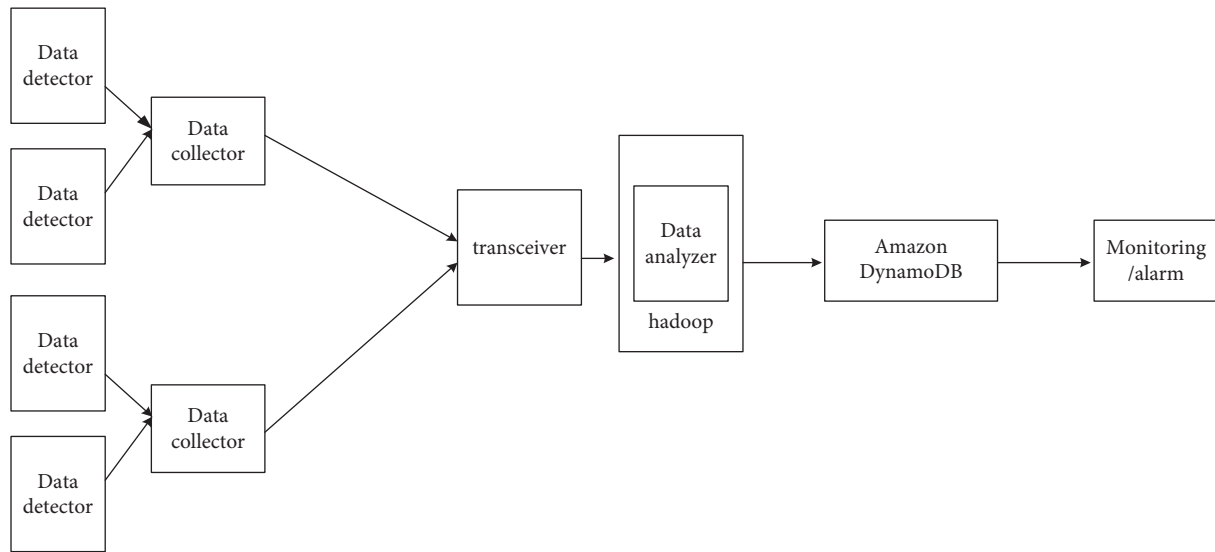 Data
detector
Data
detector
Data
collector
Data
detector
Data
detector
Data
collector
transceiver
Data
analyzer
hadoop
Amazon
DynamoDB
Monitoring
/alarm